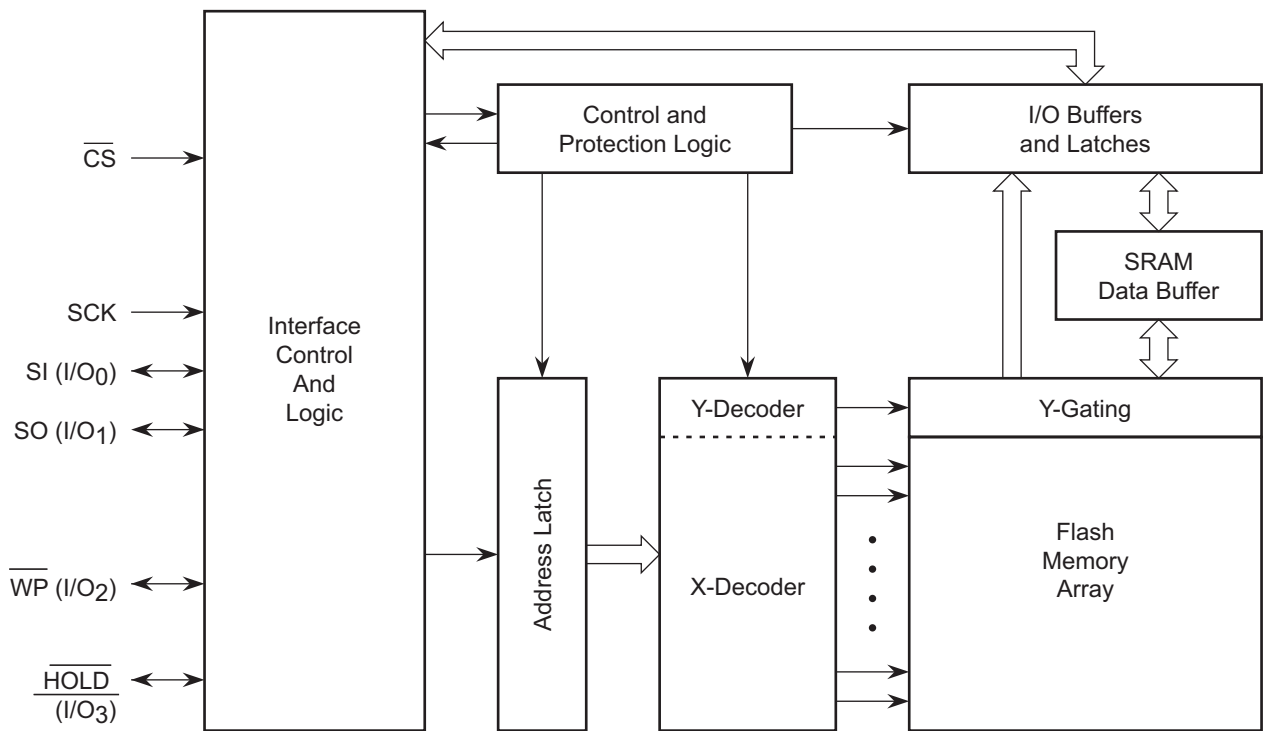 CS
SCK
SI (I/O0)
SO (I/O1)
WP (I/O2)
HOLD
(I/O3)
Interface
Control
And
Logic
Control and
Protection Logic
I/O Buffers
and Latches
SRAM
Data Buffer
Address Latch
Y-Decoder
X-Decoder
Y-Gating
Flash
Memory
Array